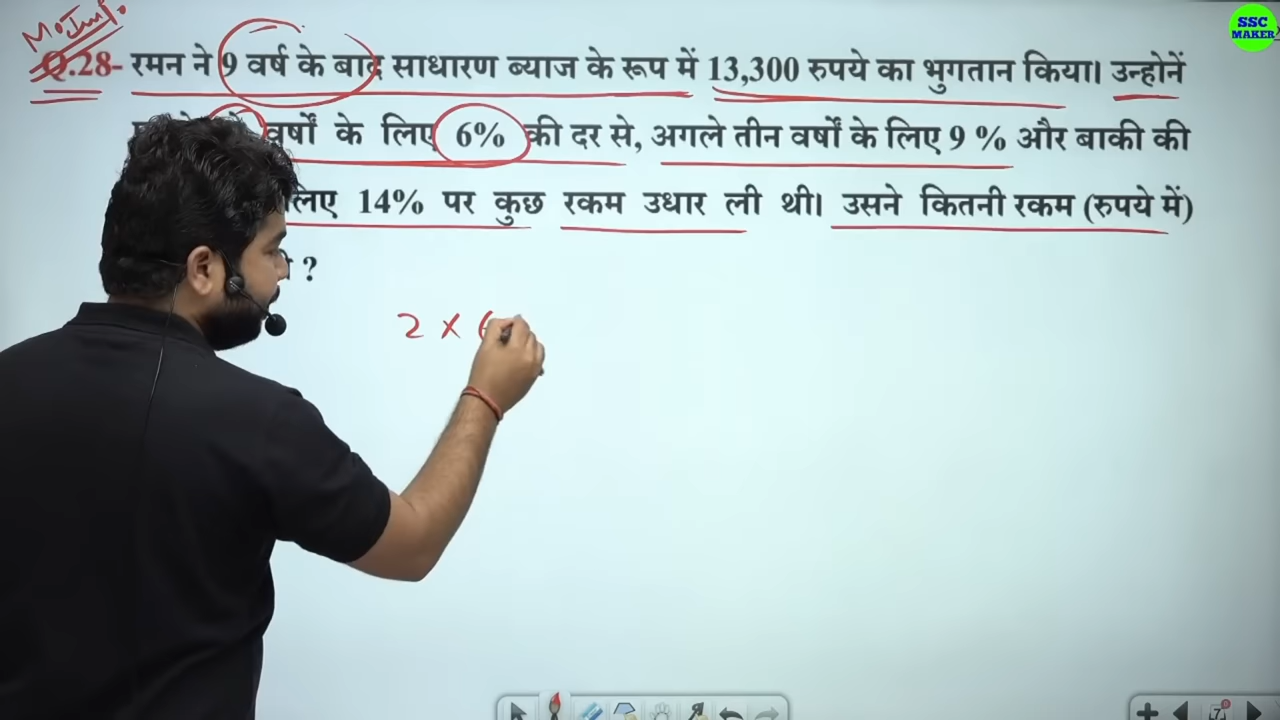 M.Imp.
Q.28- रमन ने 9 वर्ष के बाद साधारण ब्याज के रूप में 13,300 रुपये का भुगतान किया। उन्होनें
वर्षों के लिए 6% की दर से, अगले तीन वर्षों के लिए 9 % और बाकी की
लिए 14% पर कुछ रकम उधार ली थी। उसने कितनी रकम (रुपये में)
?
2 x 6
SSC
MAKER